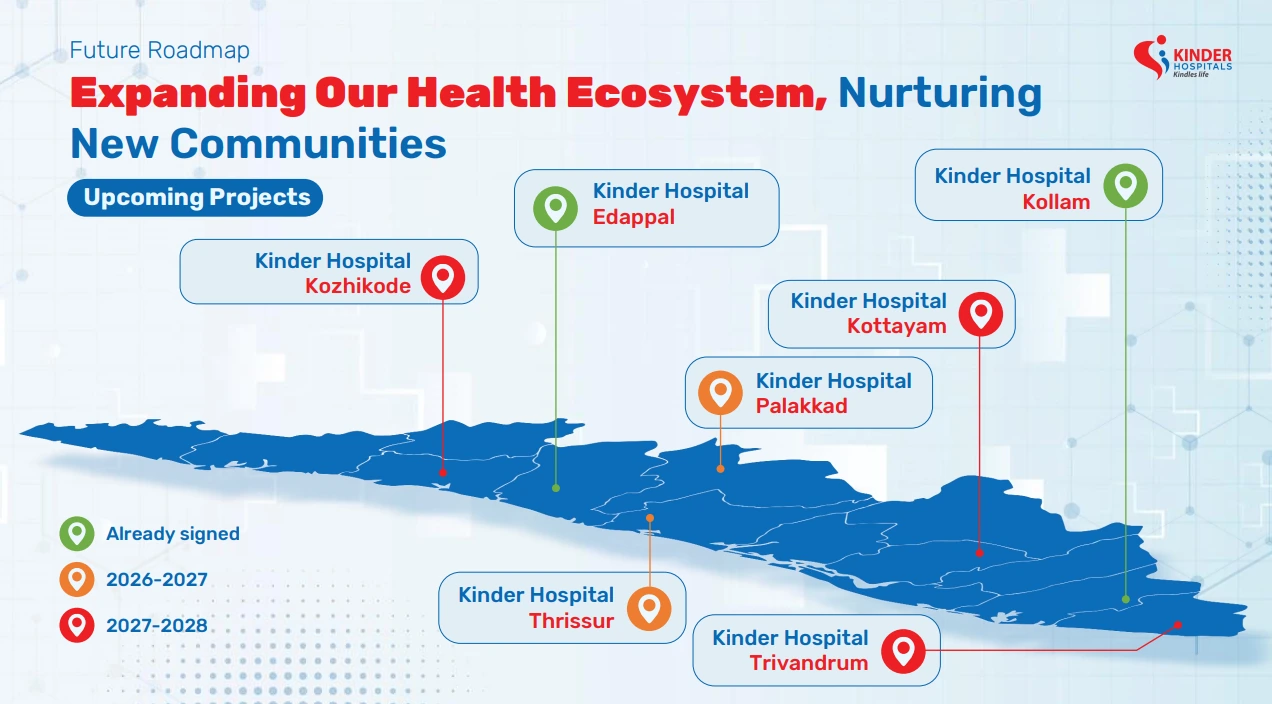 Future Roadmap
Expanding Our Health Ecosystem, Nurturing
New Communities
Upcoming Projects
KINDER
HOSPITALS
Kindles life
Kinder Hospital
Edappal
Kinder Hospital
Kollam
Kinder Hospital
Kozhikode
Kinder Hospital
Kottayam
Kinder Hospital
Palakkad
Already signed
2026-2027
2027-2028
Kinder Hospital
Thrissur
Kinder Hospital
Trivandrum